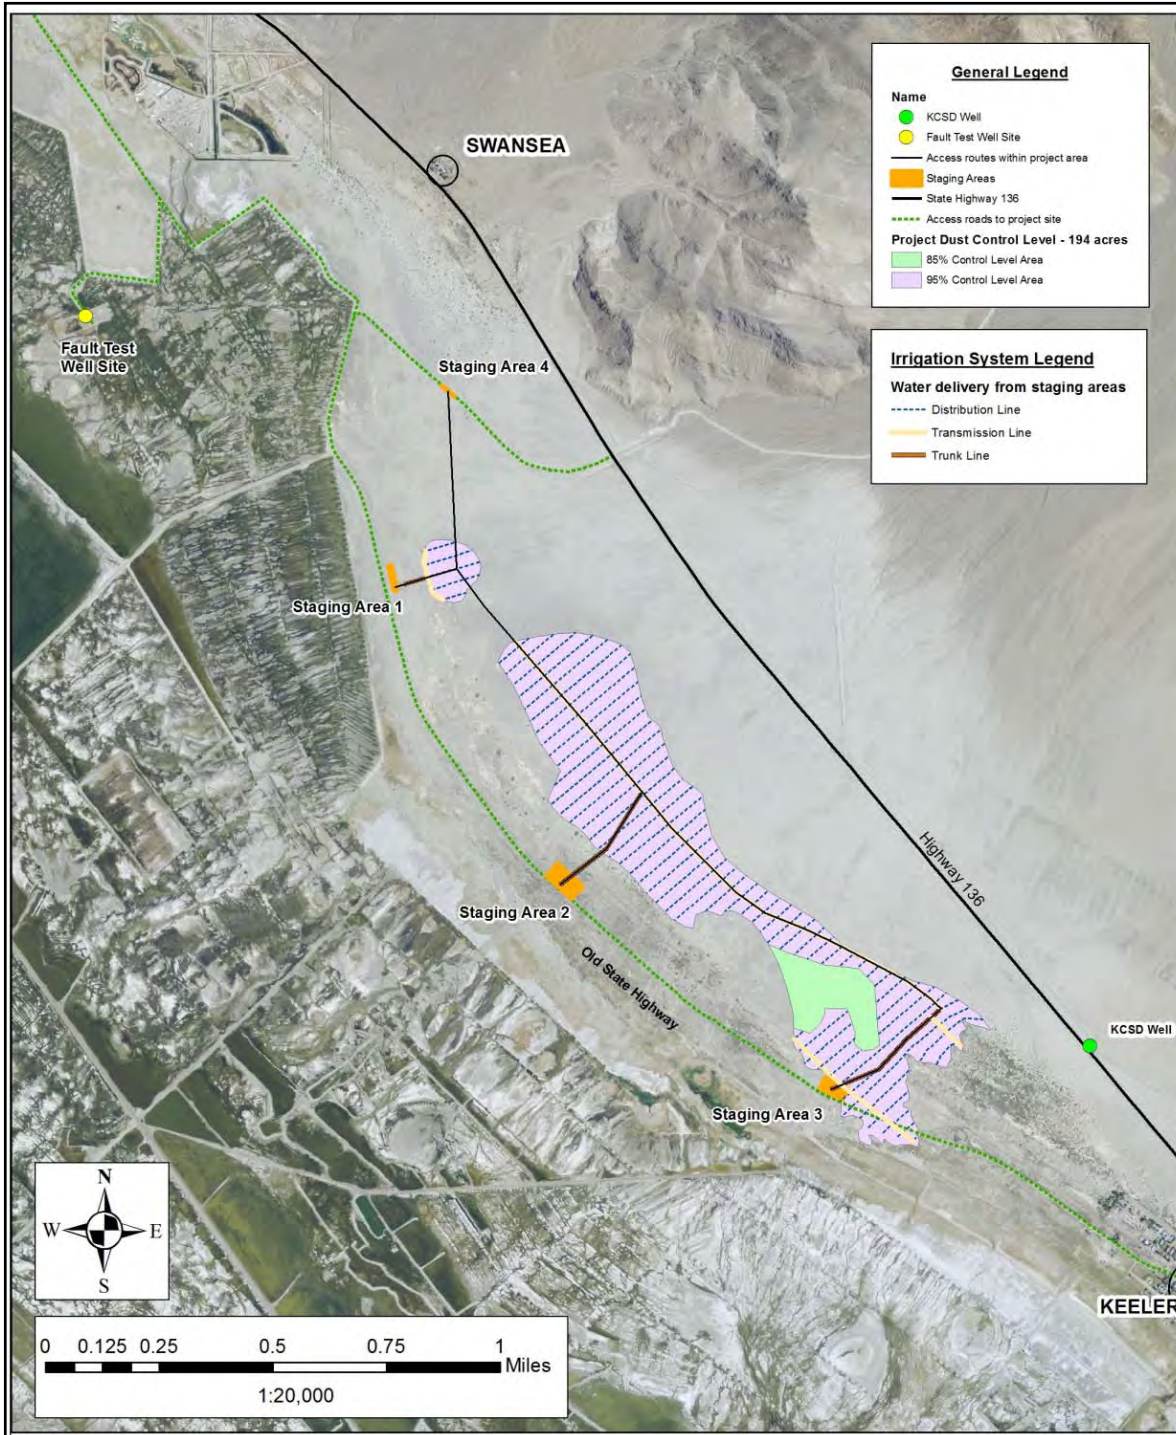 General Legend
Name
KCSD Well
Fault Test Well Site
Access routes within project area
Staging Areas
State Highway 136
Access roads to project site
Project Dust Control Level - 194 acres
85% Control Level Area
95% Control Level Area
Irrigation System Legend
Water delivery from staging areas
Distribution Line
Transmission Line
Trunk Line
SWANSEA
Fault Test
Well Site
Staging Area 4
Staging Area 1
Staging Area 2
Highway 136
Old State Highway
KCSD Well
Staging Area 3
N
W E
S
KEELER
0 0.125 0.25 0.5 0.75 1
Miles
1:20,000